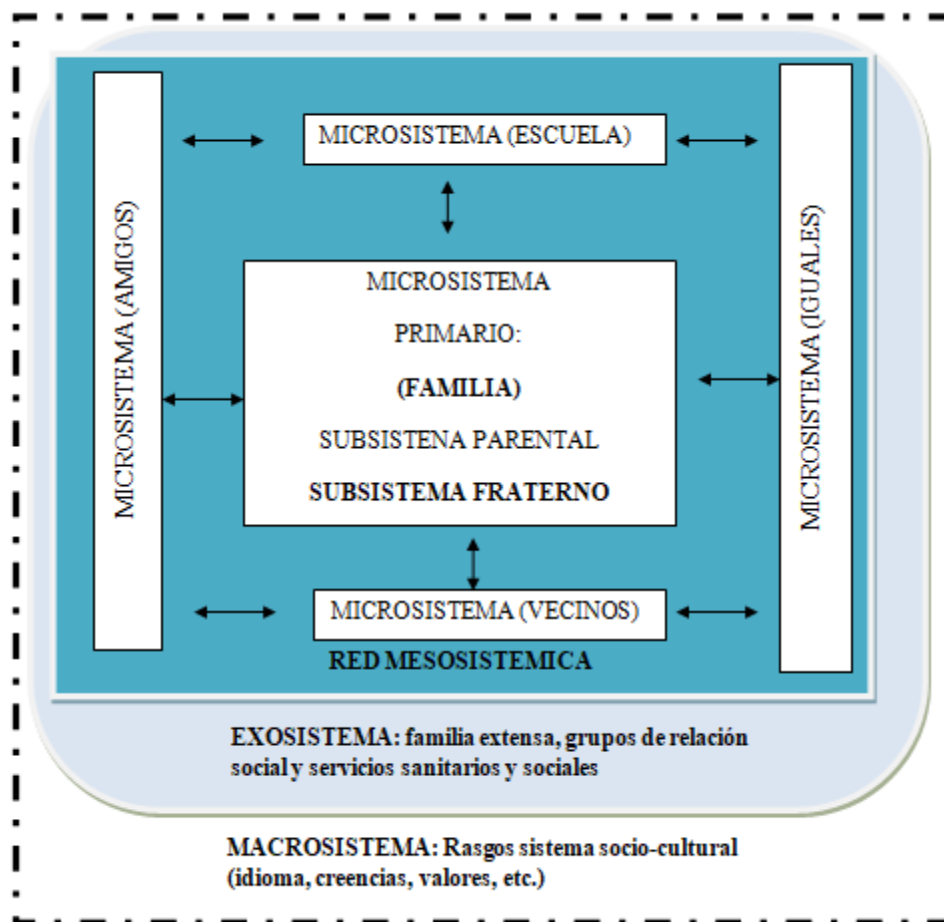 MICROSISTEMA (AMIGOS)
MICROSISTEMA (ESCUELA)
MICROSISTEMA (IGUALES)
MICROSISTEMA
PRIMARIO:
(FAMILIA)
SUBSISTENA PARENTAL
SUBSISTEMA FRATERNO
MICROSISTEMA (VECINOS)
RED MESOSISTEMICA
EXOSISTEMA: familia extensa, grupos de relación
social y servicios sanitarios y sociales
MACROSISTEMA: Rasgos sistema socio-cultural
(idioma, creencias, valores, etc.)